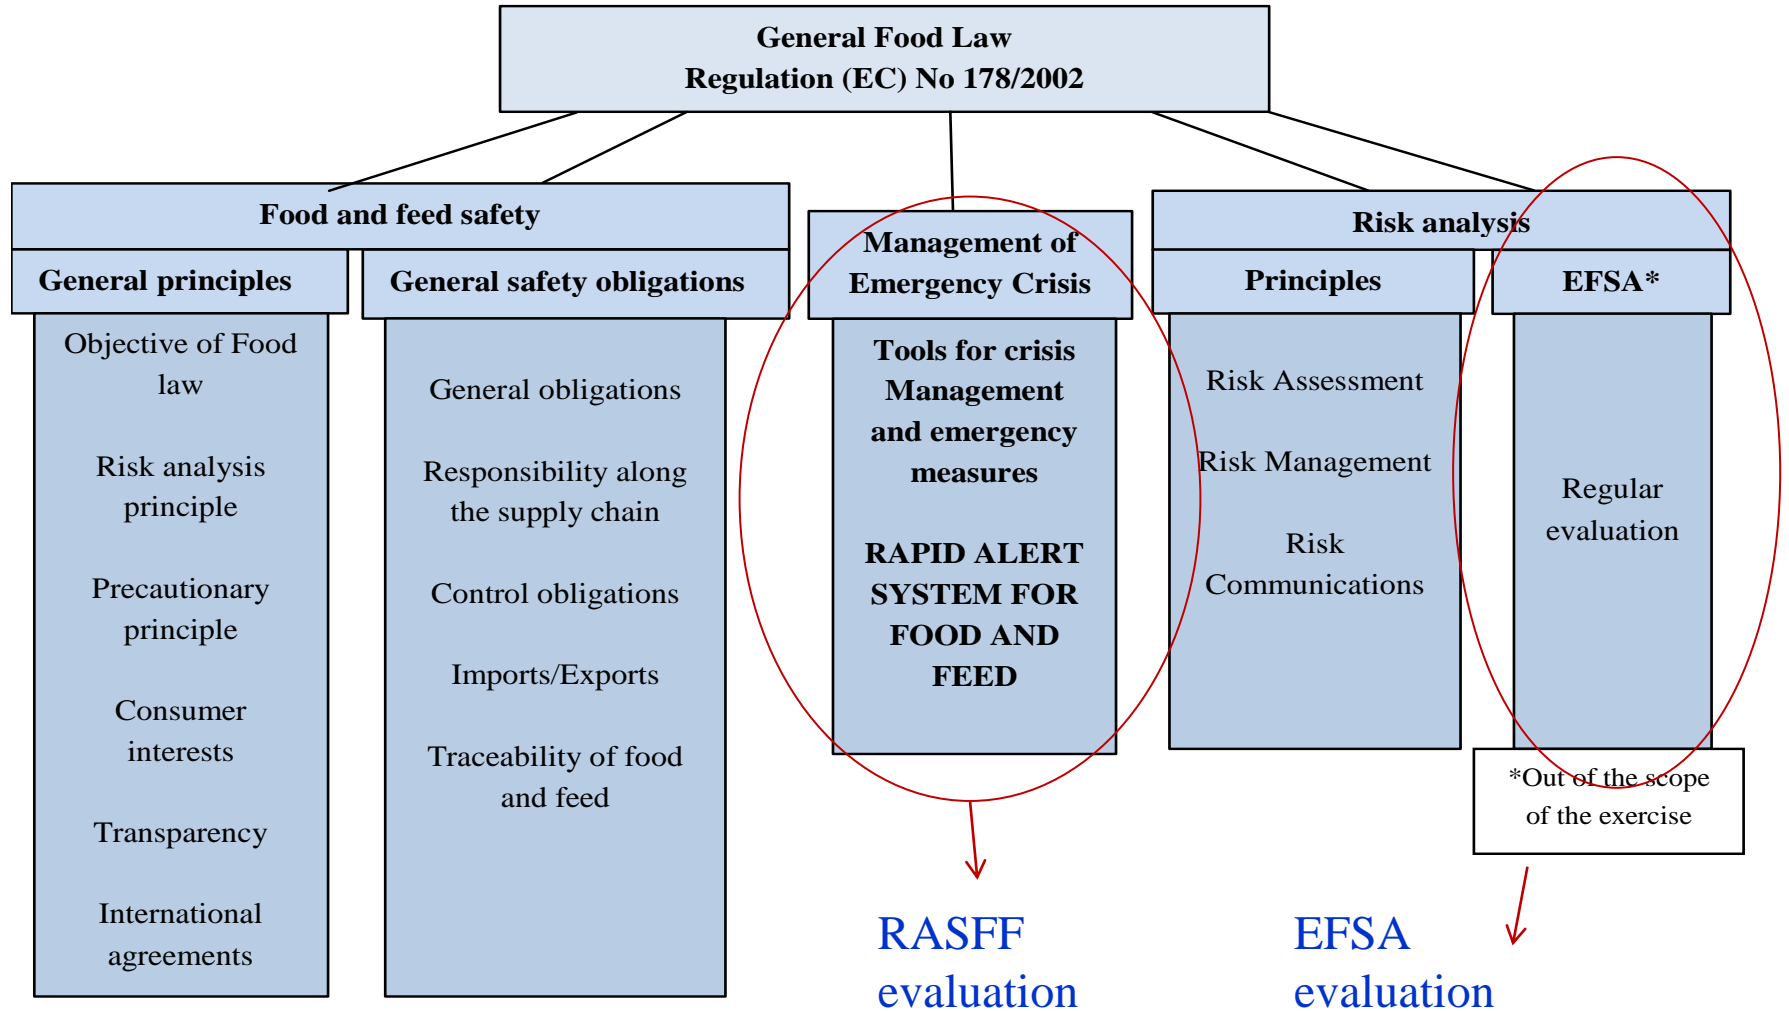 General Food Law
Regulation (EC) No 178/2002
Food and feed safety
General principles
Objective of Food
law
Risk analysis
principle
Precautionary
principle
Consumer
interests
Transparency
International
agreements
General safety obligations
General obligations
Responsibility along
the supply chain
Control obligations
Imports/Exports
Traceability of food
and feed
Management of
Emergency Crisis
Tools for crisis
Management
and emergency
measures
RAPID ALERT
SYSTEM FOR
FOOD AND
FEED
Risk analysis
Principles
Risk Assessment
Risk Management
Risk
Communications
EFSA*
Regular
evaluation
*Out of the scope
of the exercise
RASFF
evaluation
EFSA
evaluation